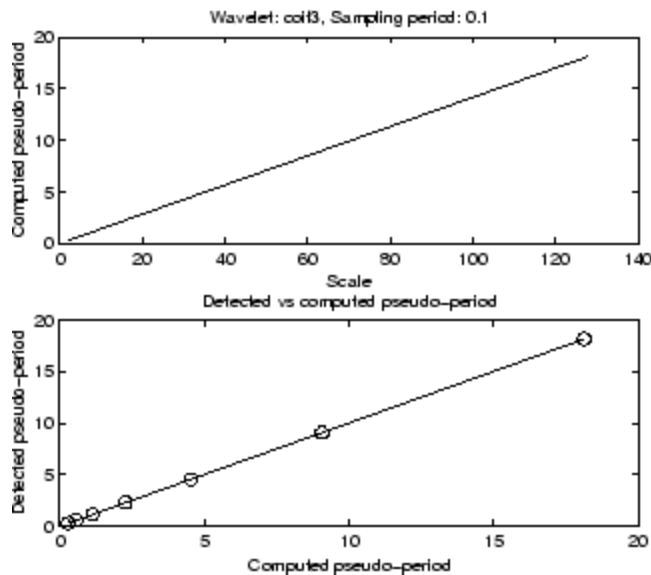 Wavelet: coif3, Sampling period: 0.1
Computed pseudo-period
20
15
10
5
0
0 20 40 60 80 100 120 140
Scale
Detected vs computed pseudo-period
Detected pseudo-period
20
15
10
5
0
0 5 10 15 20
Computed pseudo-period